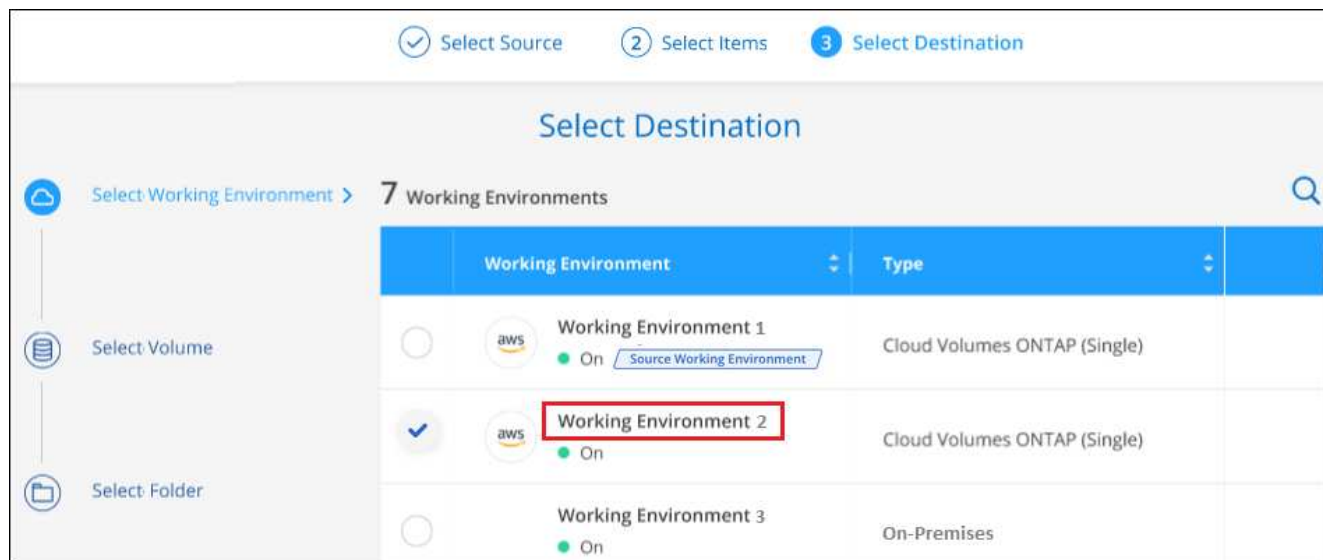 Select Source
2 Select Items
3 Select Destination
Select Destination
Select Working Environment >
7 Working Environments
Working Environment
Type
aws
Working Environment 1
On
Source Working Environment
Cloud Volumes ONTAP (Single)
Select Volume
aws
Working Environment 2
On
Cloud Volumes ONTAP (Single)
Select Folder
Working Environment 3
On
On-Premises